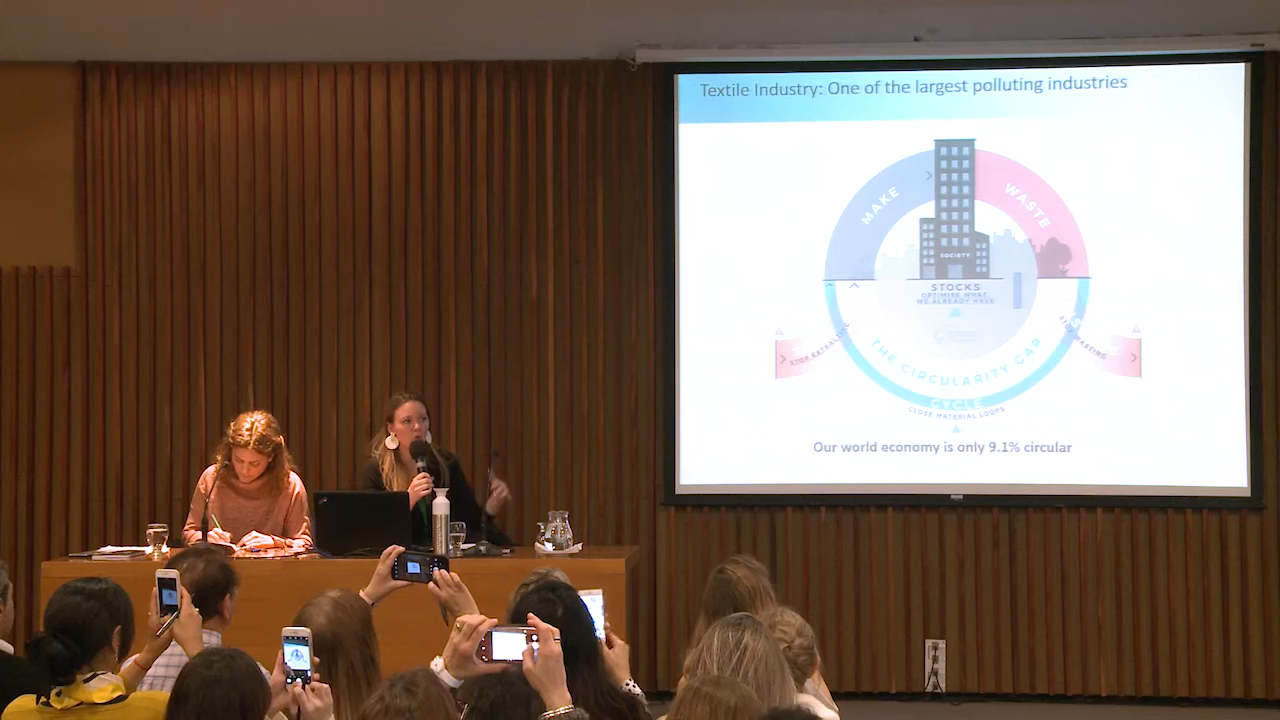 Textile Industry: One of the largest polluting industries
MAKE
WASTE
SOCIETY
STOCKS
OPTIMISE WHAT
WE ALREADY HAVE
STOP EXTRACTING
STOP WASTING
THE CIRCULARITY GAP
CYCLE
CLOSE MATERIAL LOOPS
Our world economy is only 9.1% circular